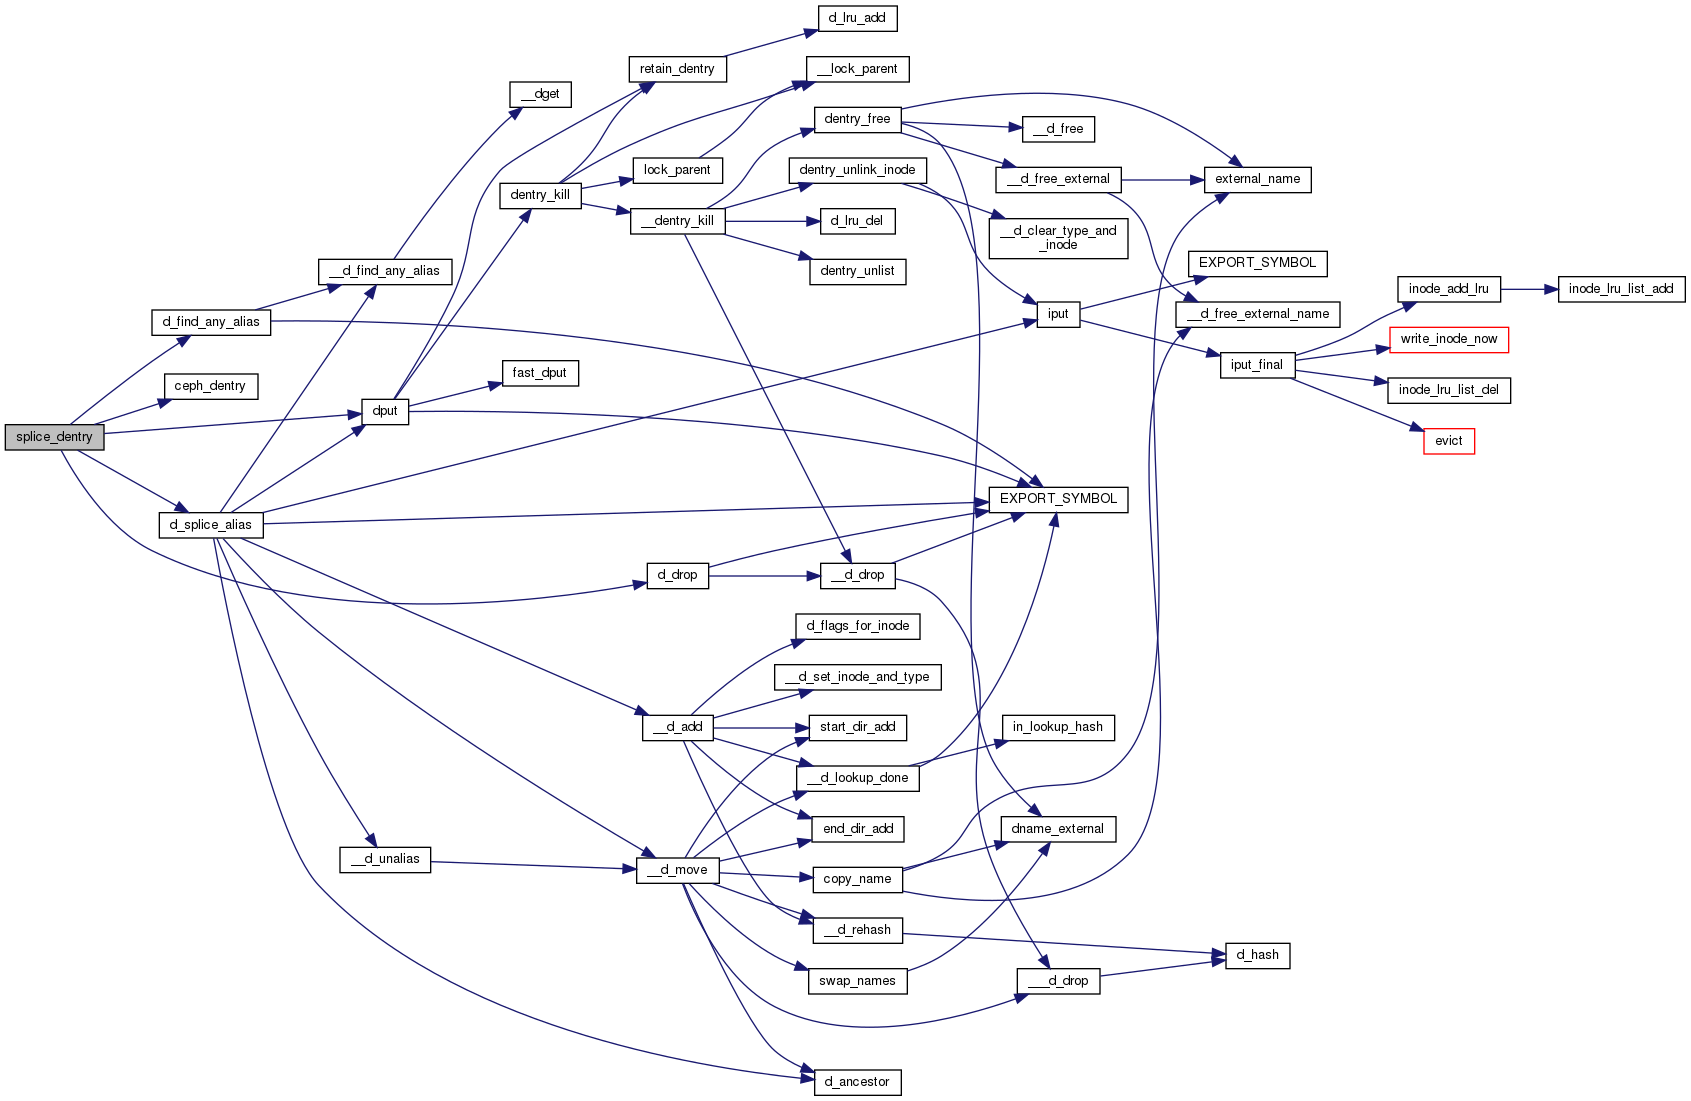 d_lru_add
retain_dentry
__lock_parent
__dget
dentry_free
__d_free
lock_parent
dentry_unlink_inode
__d_free_external
external_name
dentry_kill
__dentry_kill
d_lru_del
__d_clear_type_and
_inode
EXPORT_SYMBOL
__d_find_any_alias
dentry_unlist
inode_add_lru
inode_lru_list_add
d_find_any_alias
iput
__d_free_external_name
write_inode_now
iput_final
fast_dput
ceph_dentry
inode_lru_list_del
dput
splice_dentry
evict
EXPORT_SYMBOL
d_splice_alias
d_drop
__d_drop
d_flags_for_inode
__d_set_inode_and_type
__d_add
start_dir_add
in_lookup_hash
__d_lookup_done
end_dir_add
dname_external
__d_unalias
__d_move
copy_name
__d_rehash
d_hash
swap_names
___d_drop
d_ancestor